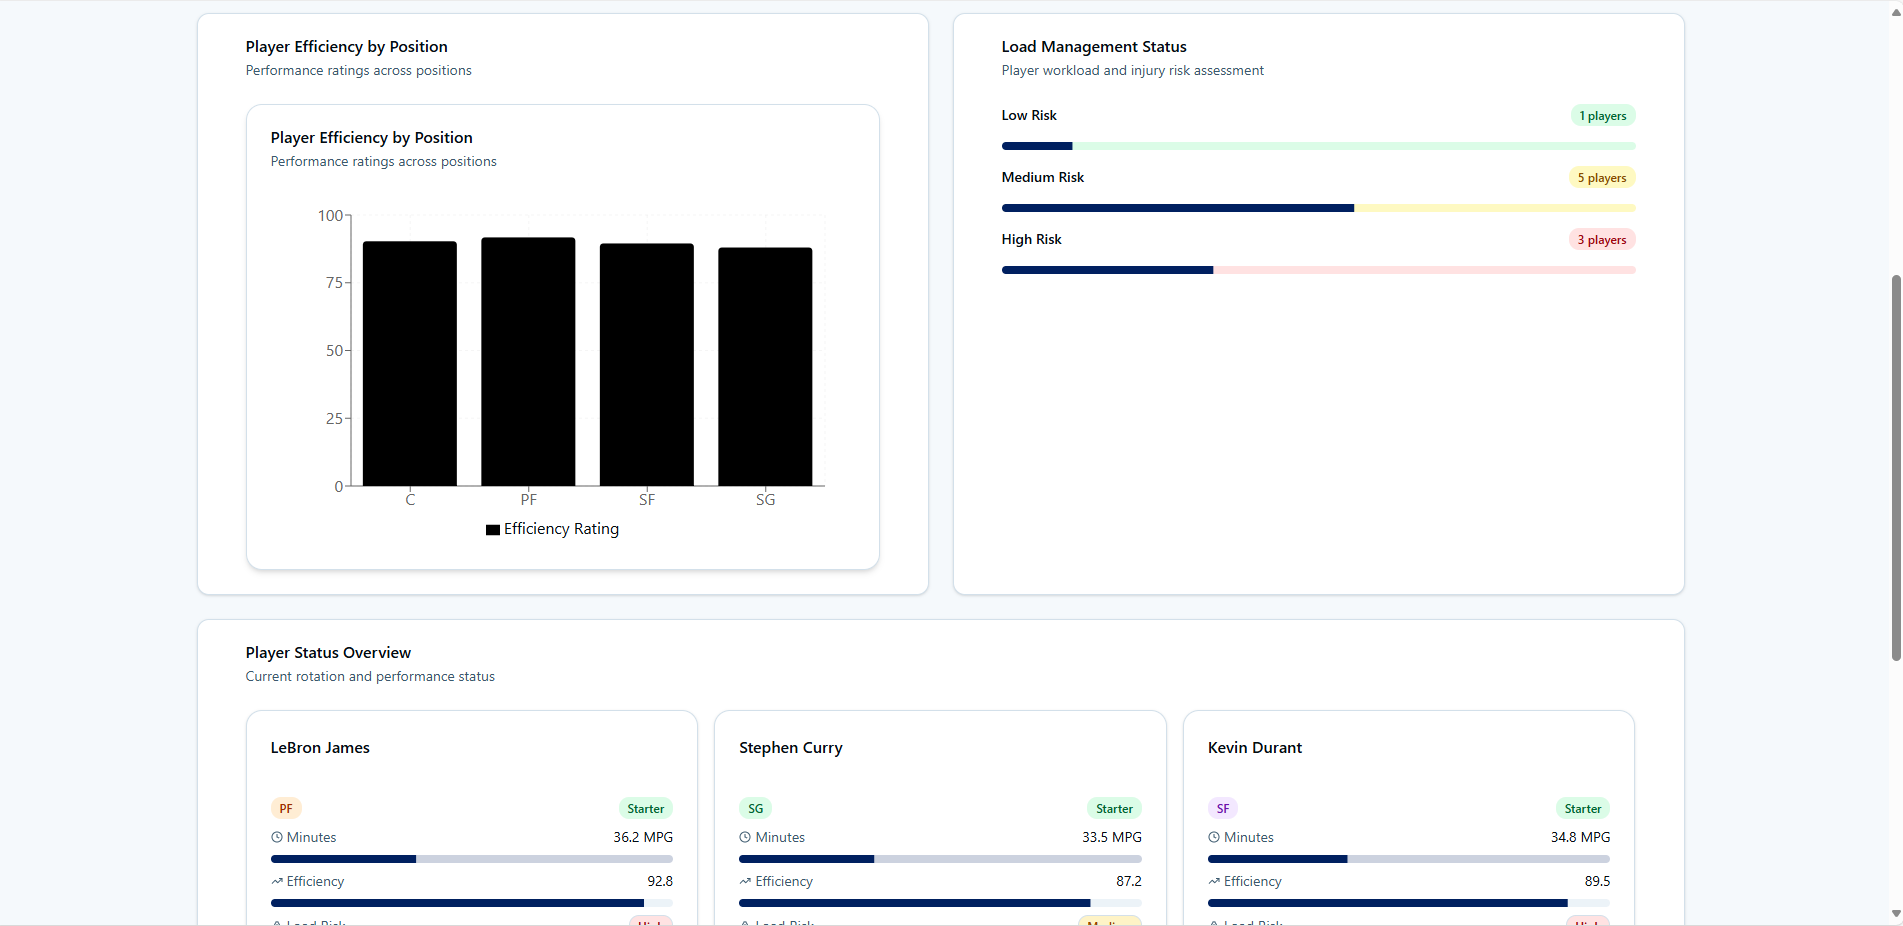 Player Efficiency by Position
Performance ratings across positions
Player Efficiency by Position
Performance ratings across positions
100
75
50
25
0
C PF SF SG
Efficiency Rating
Load Management Status
Player workload and injury risk assessment
Low Risk 1 players
Medium Risk 5 players
High Risk 3 players
Player Status Overview
Current rotation and performance status
LeBron James
PF Starter
Minutes 36.2 MPG
Efficiency 92.8
Stephen Curry
SG Starter
Minutes 33.5 MPG
Efficiency 87.2
Kevin Durant
SF Starter
Minutes 34.8 MPG
Efficiency 89.5